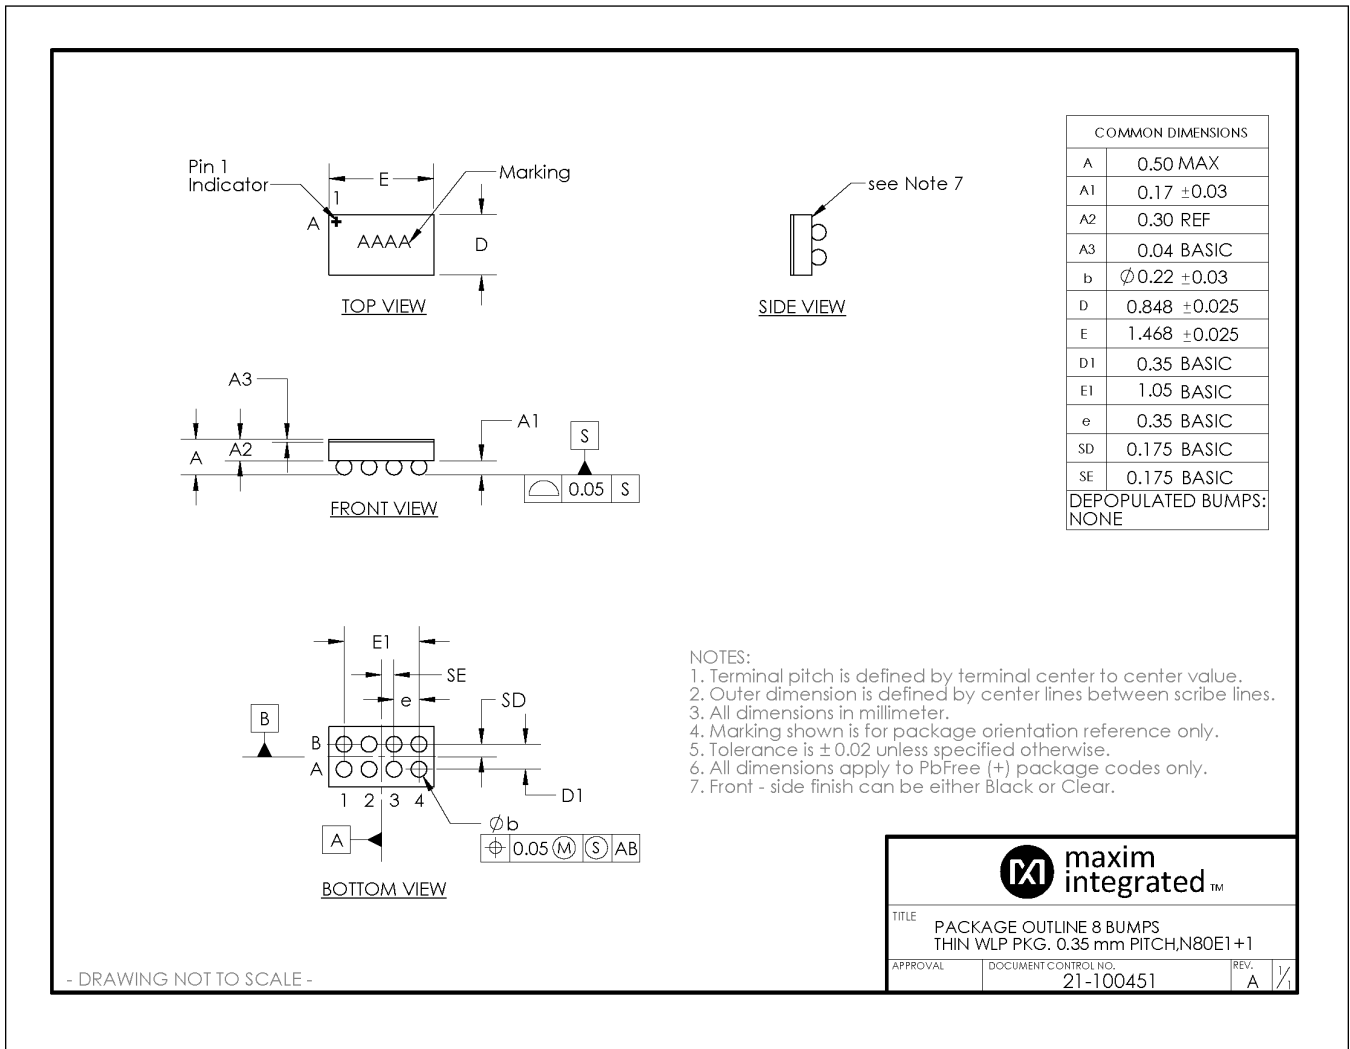 Pin 1
Indicator
1
A
E
Marking
AAAA
D
TOP VIEW
see Note 7
SIDE VIEW
COMMON DIMENSIONS
A 0.50 MAX
A1 0.17 ±0.03
A2 0.30 REF
A3 0.04 BASIC
b Ø0.22 ±0.03
D 0.848 ±0.025
E 1.468 ±0.025
D1 0.35 BASIC
E1 1.05 BASIC
e 0.35 BASIC
SD 0.175 BASIC
SE 0.175 BASIC
DEPOPULATED BUMPS:
NONE
A3
A
A2
A1
S
0.05 S
FRONT VIEW
E1
SE
e
SD
B
B
A
1 2 3 4
D1
A
Øb
0.05 Ⓜ Ⓢ AB
BOTTOM VIEW
NOTES:
1. Terminal pitch is defined by terminal center to center value.
2. Outer dimension is defined by center lines between scribe lines.
3. All dimensions in millimeter.
4. Marking shown is for package orientation reference only.
5. Tolerance is ± 0.02 unless specified otherwise.
6. All dimensions apply to PbFree (+) package codes only.
7. Front - side finish can be either Black or Clear.
maxim
integrated ™
TITLE
PACKAGE OUTLINE 8 BUMPS
THIN WLP PKG. 0.35 mm PITCH,N80E1+1
APPROVAL
DOCUMENT CONTROL NO.
21-100451
REV.
A
1/1
- DRAWING NOT TO SCALE -